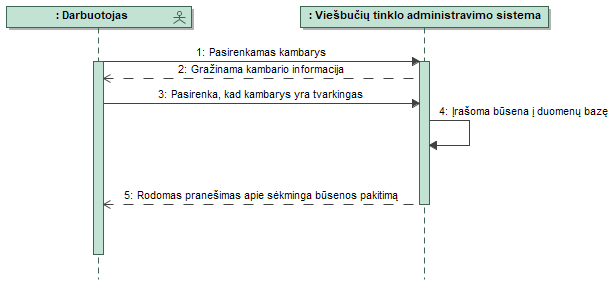 : Darbuotojas
: Viešbučių tinklo administravimo sistema
1: Pasirenkamas kambarys
2: Gražinama kambario informacija
3: Pasirenka, kad kambarys yra tvarkingas
4: Įrašoma būsena į duomenų bazę
5: Rodomas pranešimas apie sėkminga būsenos pakitimą